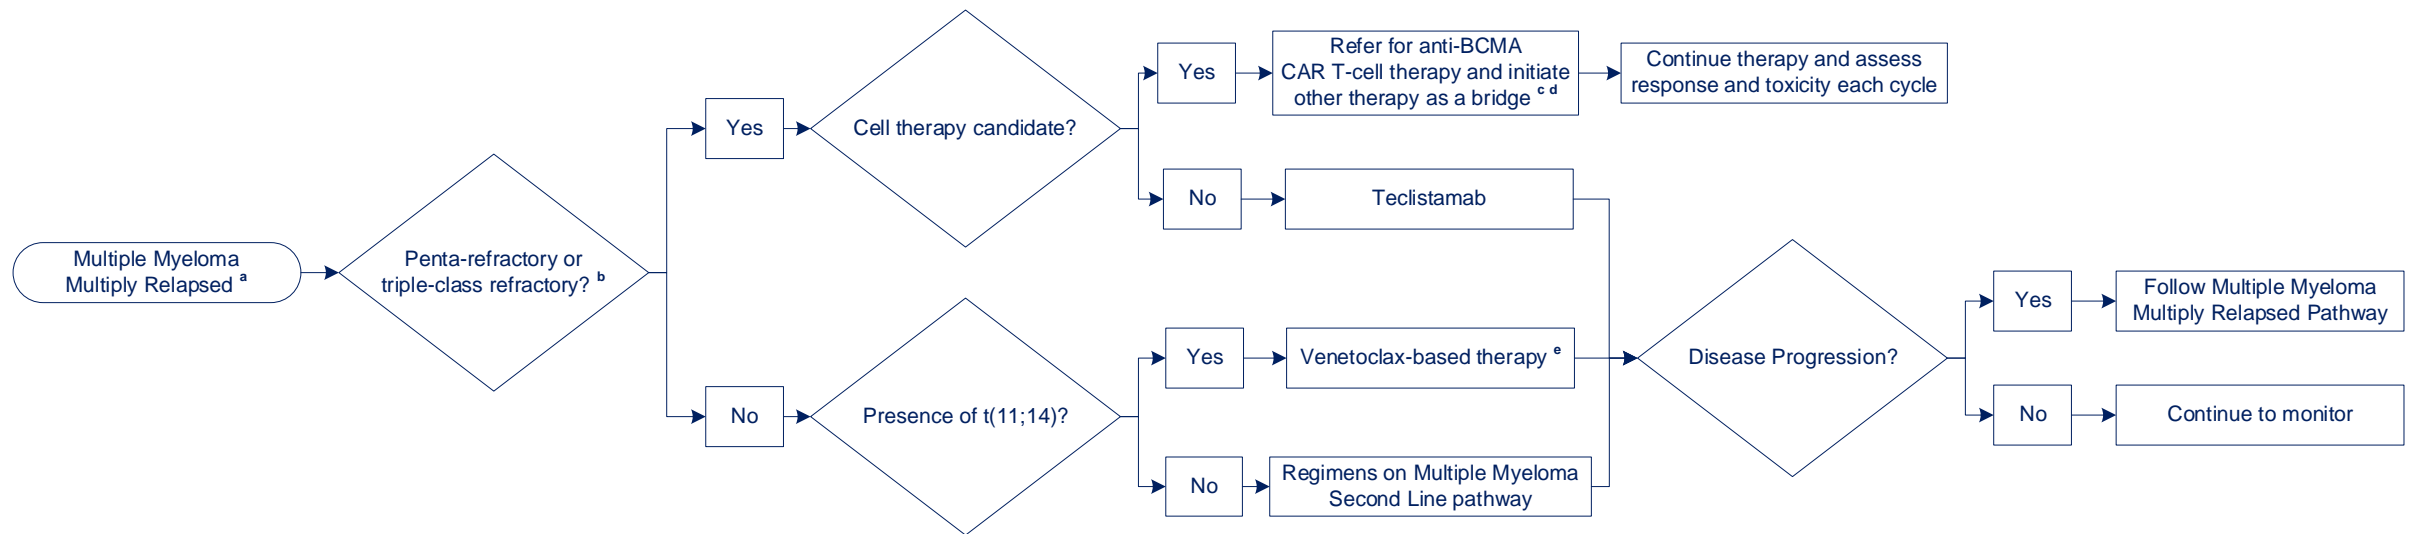 Multiple Myeloma
Multiply Relapsed a
Penta-refractory or
triple-class refractory? b
Yes
Cell therapy candidate?
Yes
Refer for anti-BCMA
CAR T-cell therapy and initiate
other therapy as a bridge c d
Continue therapy and assess
response and toxicity each cycle
No
Teclistamab
No
Presence of t(11;14)?
Yes
Venetoclax-based therapy e
No
Regimens on Multiple Myeloma
Second Line pathway
Disease Progression?
Yes
Follow Multiple Myeloma
Multiply Relapsed Pathway
No
Continue to monitor